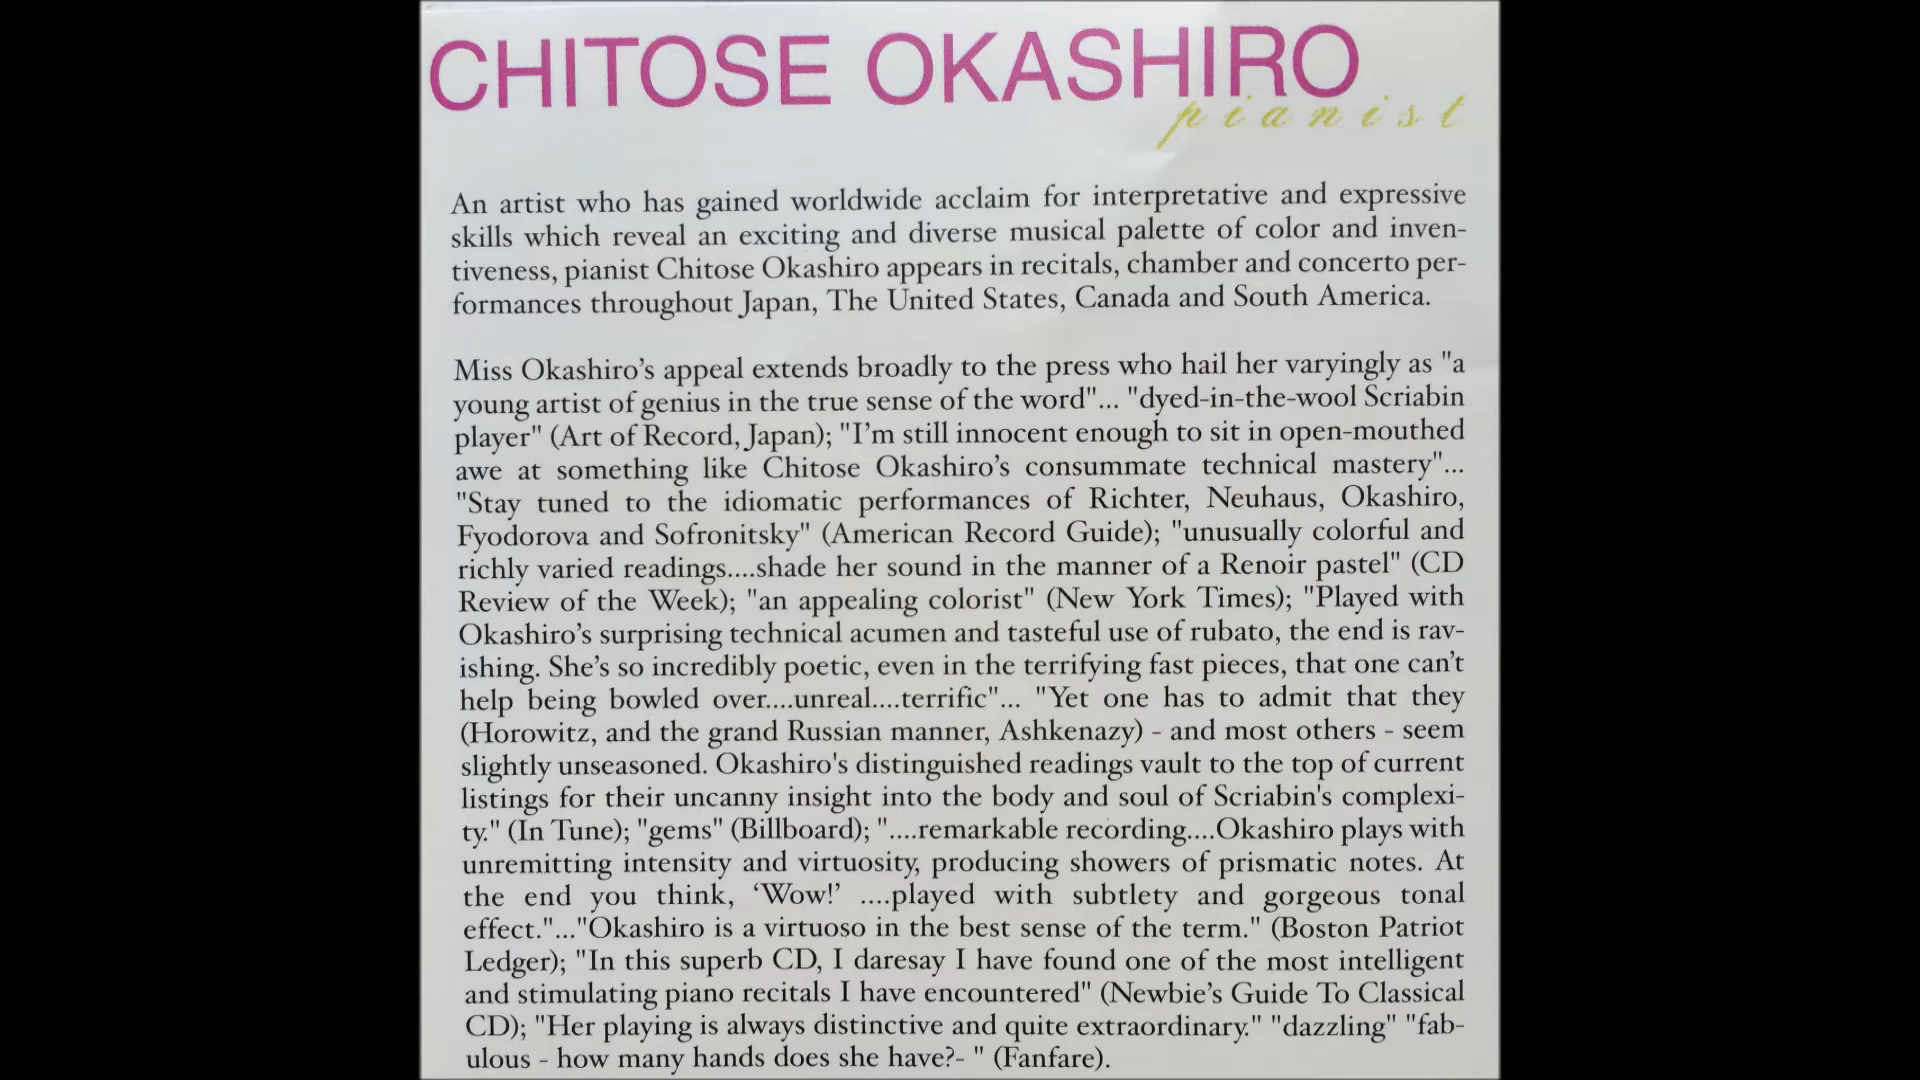 CHITOSE OKASHIRO
pianist
An artist who has gained worldwide acclaim for interpretative and expressive
skills which reveal an exciting and diverse musical palette of color and inven-
tiveness, pianist Chitose Okashiro appears in recitals, chamber and concerto per-
formances throughout Japan, The United States, Canada and South America.
Miss Okashiro’s appeal extends broadly to the press who hail her varyingly as "a
young artist of genius in the true sense of the word"... "dyed-in-the-wool Scriabin
player" (Art of Record, Japan); "I’m still innocent enough to sit in open-mouthed
awe at something like Chitose Okashiro’s consummate technical mastery"...
"Stay tuned to the idiomatic performances of Richter, Neuhaus, Okashiro,
Fyodorova and Sofronitsky" (American Record Guide); "unusually colorful and
richly varied readings....shade her sound in the manner of a Renoir pastel" (CD
Review of the Week); "an appealing colorist" (New York Times); "Played with
Okashiro’s surprising technical acumen and tasteful use of rubato, the end is rav-
ishing. She’s so incredibly poetic, even in the terrifying fast pieces, that one can’t
help being bowled over....unreal....terrific"... "Yet one has to admit that they
(Horowitz, and the grand Russian manner, Ashkenazy) - and most others - seem
slightly unseasoned. Okashiro's distinguished readings vault to the top of current
listings for their uncanny insight into the body and soul of Scriabin's complexi-
ty." (In Tune); "gems" (Billboard); "....remarkable recording....Okashiro plays with
unremitting intensity and virtuosity, producing showers of prismatic notes. At
the end you think, ‘Wow!’ ....played with subtlety and gorgeous tonal
effect."..."Okashiro is a virtuoso in the best sense of the term." (Boston Patriot
Ledger); "In this superb CD, I daresay I have found one of the most intelligent
and stimulating piano recitals I have encountered" (Newbie’s Guide To Classical
CD); "Her playing is always distinctive and quite extraordinary." "dazzling" "fab-
ulous - how many hands does she have?- " (Fanfare).